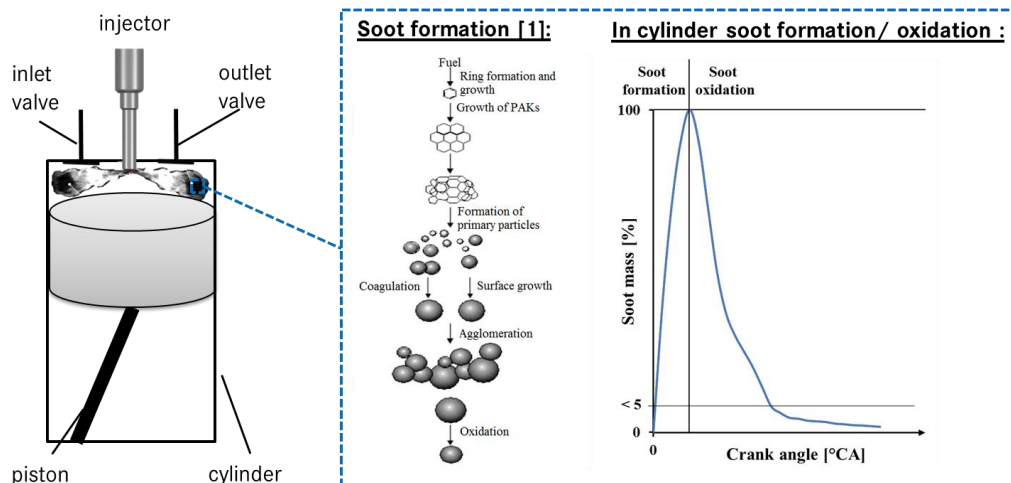 injector
inlet
valve
outlet
valve
piston
cylinder
Soot formation [1]:
Fuel
Ring formation and
growth
Growth of PAKs
Formation of
primary particles
Coagulation
Surface growth
Agglomeration
Oxidation
In cylinder soot formation/ oxidation :
Soot
formation
Soot
oxidation
100
Soot mass [%]
< 5
0
0
Crank angle [°CA]